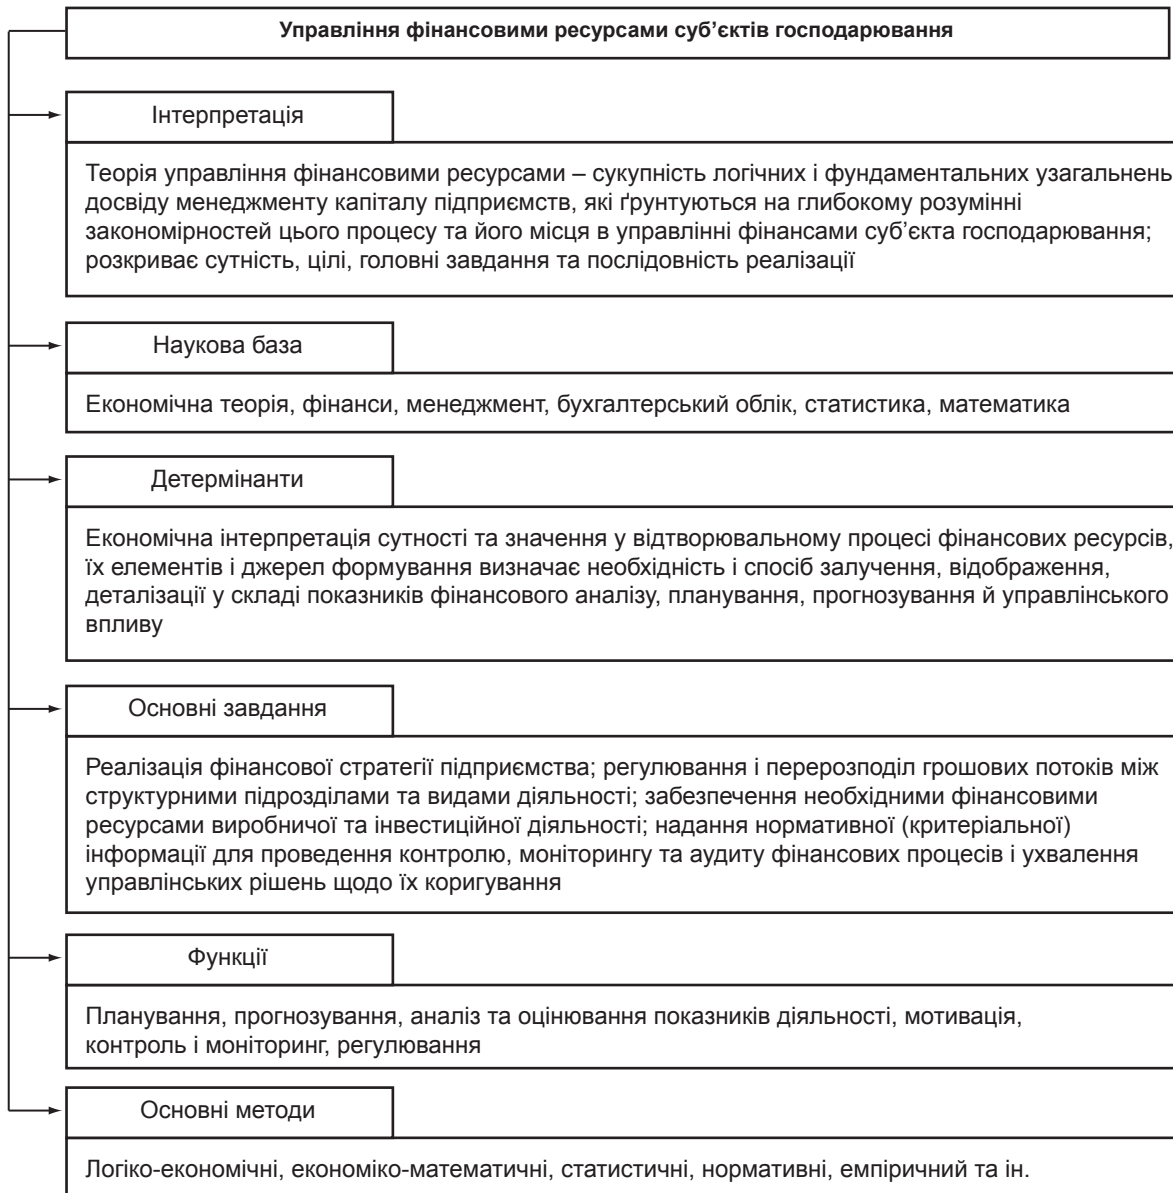 Управління фінансовими ресурсами суб’єктів господарювання
Інтерпретація
Теорія управління фінансовими ресурсами – сукупність логічних і фундаментальних узагальнень
досвіду менеджменту капіталу підприємств, які ґрунтуються на глибокому розумінні
закономірностей цього процесу та його місця в управлінні фінансами суб’єкта господарювання;
розкриває сутність, цілі, головні завдання та послідовність реалізації
Наукова база
Економічна теорія, фінанси, менеджмент, бухгалтерський облік, статистика, математика
Детермінанти
Економічна інтерпретація сутності та значення у відтворювальному процесі фінансових ресурсів,
їх елементів і джерел формування визначає необхідність і спосіб залучення, відображення,
деталізації у складі показників фінансового аналізу, планування, прогнозування й управлінського
впливу
Основні завдання
Реалізація фінансової стратегії підприємства; регулювання і перерозподіл грошових потоків між
структурними підрозділами та видами діяльності; забезпечення необхідними фінансовими
ресурсами виробничої та інвестиційної діяльності; надання нормативної (критеріальної)
інформації для проведення контролю, моніторингу та аудиту фінансових процесів і ухвалення
управлінських рішень щодо їх коригування
Функції
Планування, прогнозування, аналіз та оцінювання показників діяльності, мотивація,
контроль і моніторинг, регулювання
Основні методи
Логіко-економічні, економіко-математичні, статистичні, нормативні, емпіричний та ін.